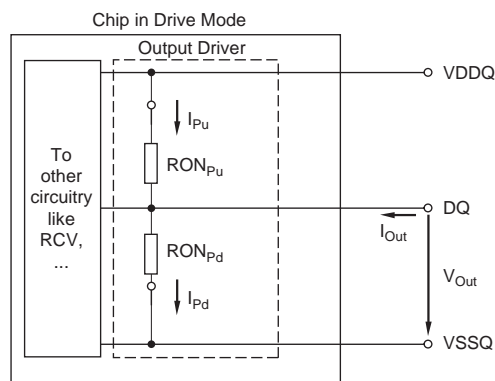 Chip in Drive Mode
Output Driver
VDDQ
I_Pu
To
other
circuitry
like
RCV,
...
RON_Pu
DQ
I_Out
RON_Pd
V_Out
I_Pd
VSSQ